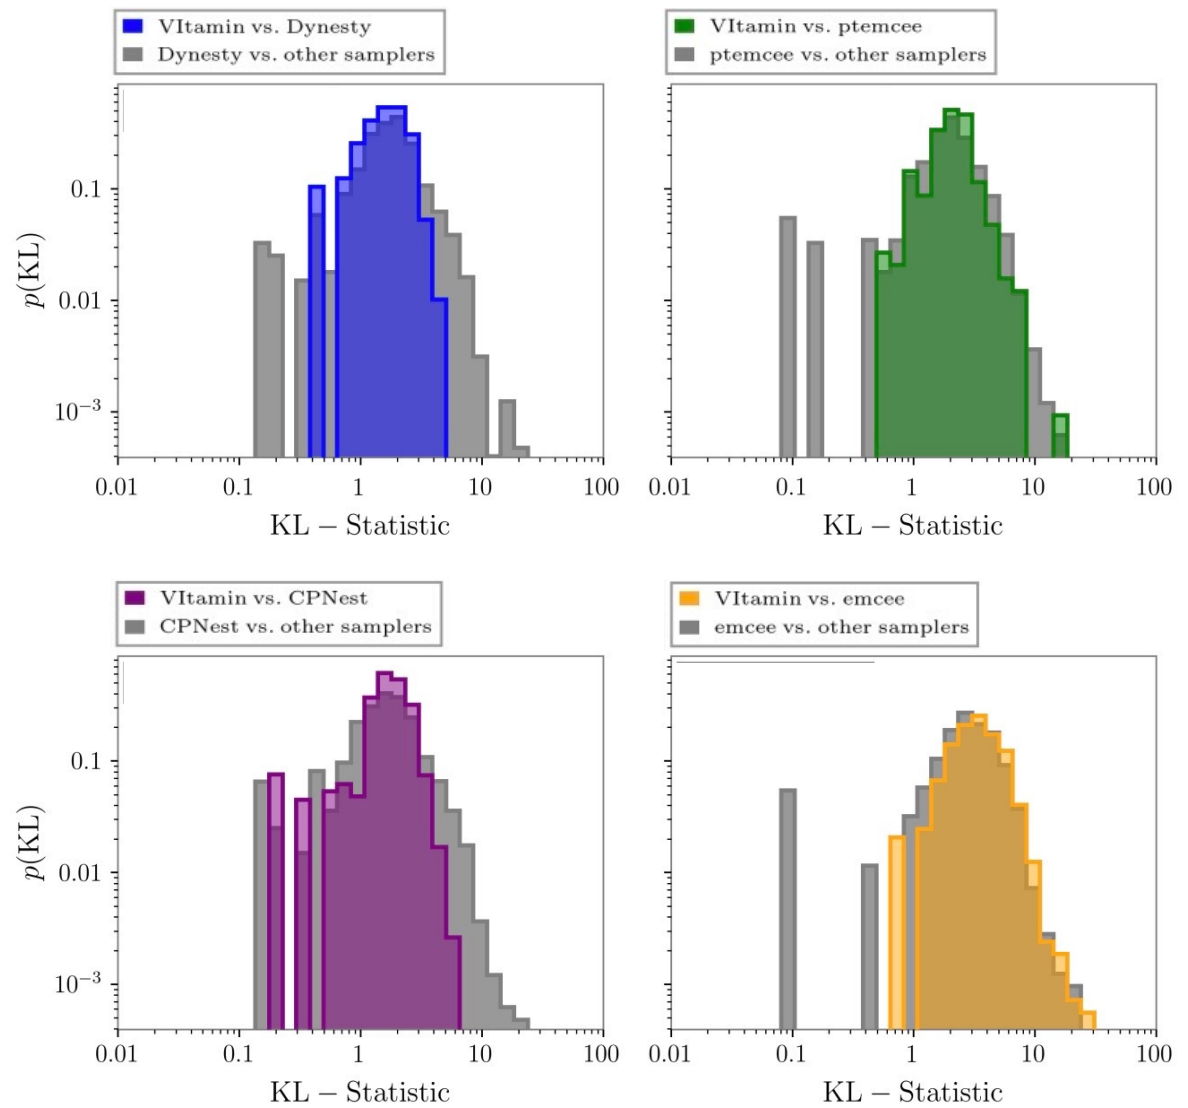 VItamin vs. Dynesty
Dynesty vs. other samplers
VItamin vs. ptemcee
ptemcee vs. other samplers
p(KL)
0.1
0.01
10⁻³
0.01 0.1 1 10 100
0.01 0.1 1 10 100
KL − Statistic
KL − Statistic
VItamin vs. CPNest
CPNest vs. other samplers
VItamin vs. emcee
emcee vs. other samplers
p(KL)
0.1
0.01
10⁻³
0.01 0.1 1 10 100
0.01 0.1 1 10 100
KL − Statistic
KL − Statistic